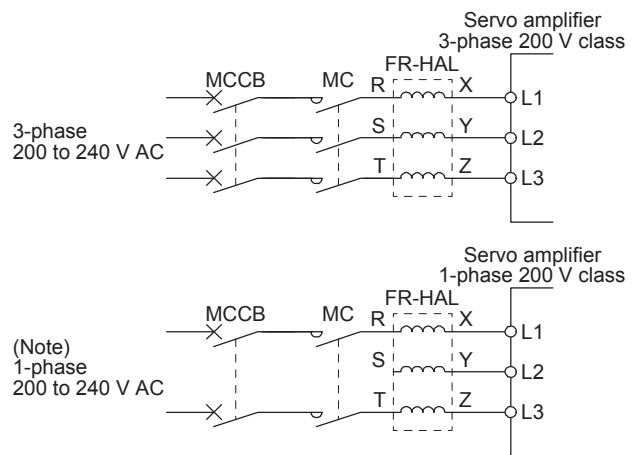 Servo amplifier
3-phase 200 V class
FR-HAL
MCCB MC R X
L1
3-phase
200 to 240 V AC
S Y
L2
T Z
L3
Servo amplifier
1-phase 200 V class
FR-HAL
MCCB MC R X
L1
(Note)
1-phase
200 to 240 V AC
S Y
L2
T Z
L3